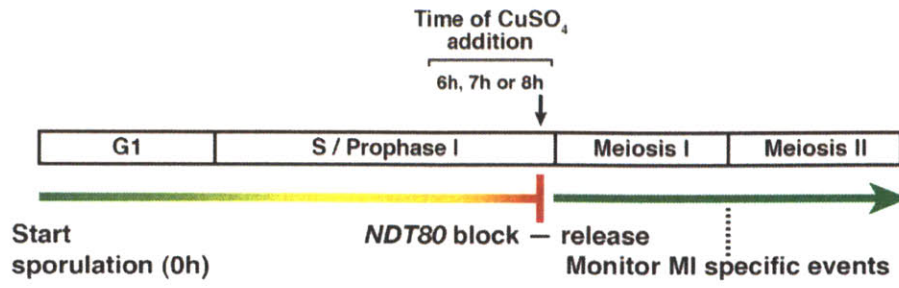 Time of CuSO₄
addition
6h, 7h or 8h
G1 S / Prophase I Meiosis I Meiosis II
Start
sporulation (0h)
NDT80 block – release
Monitor MI specific events